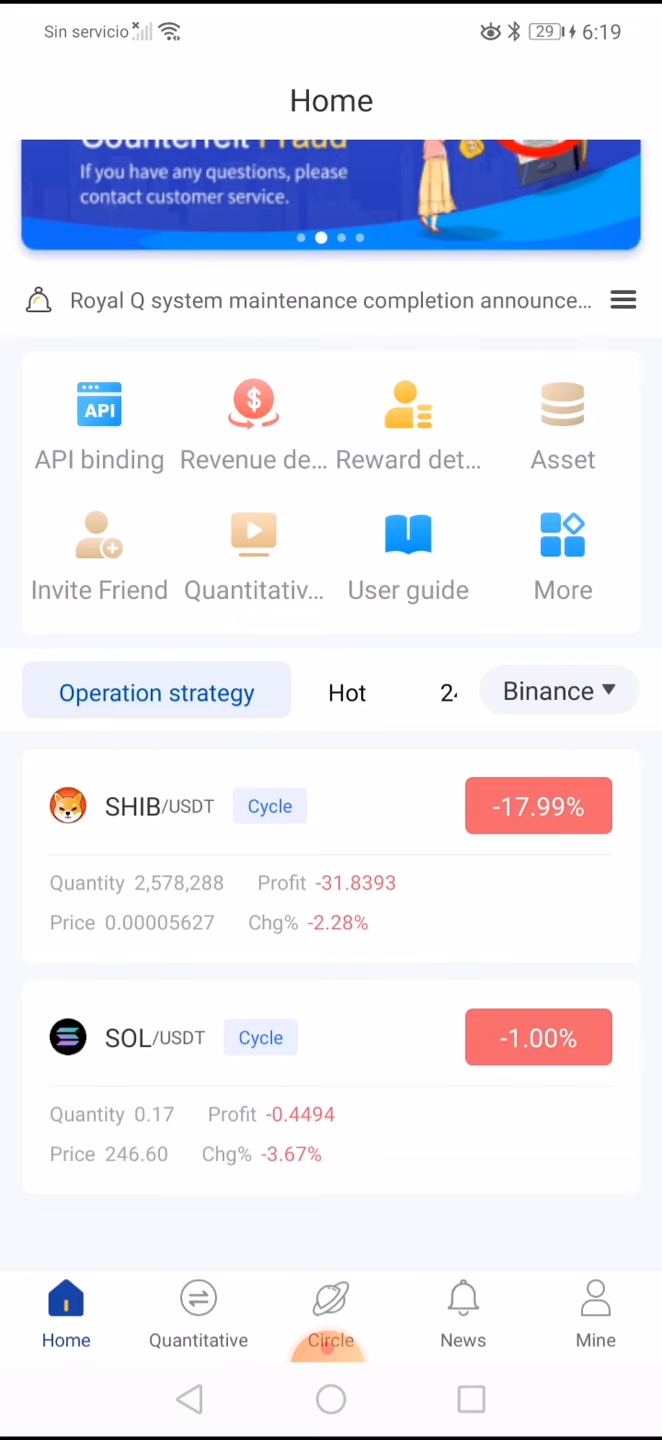 Sin servicio 29 6:19
Home
Counterfeit Fraud
If you have any questions, please
contact customer service.
Royal Q system maintenance completion announce...
API
API binding Revenue de... Reward det... Asset
Invite Friend Quantitativ... User guide More
Operation strategy Hot Binance
SHIB/USDT Cycle -17.99%
Quantity 2,578,288 Profit -31.8393
Price 0.00005627 Chg% -2.28%
SOL/USDT Cycle -1.00%
Quantity 0.17 Profit -0.4494
Price 246.60 Chg% -3.67%
Home Quantitative Circle News Mine